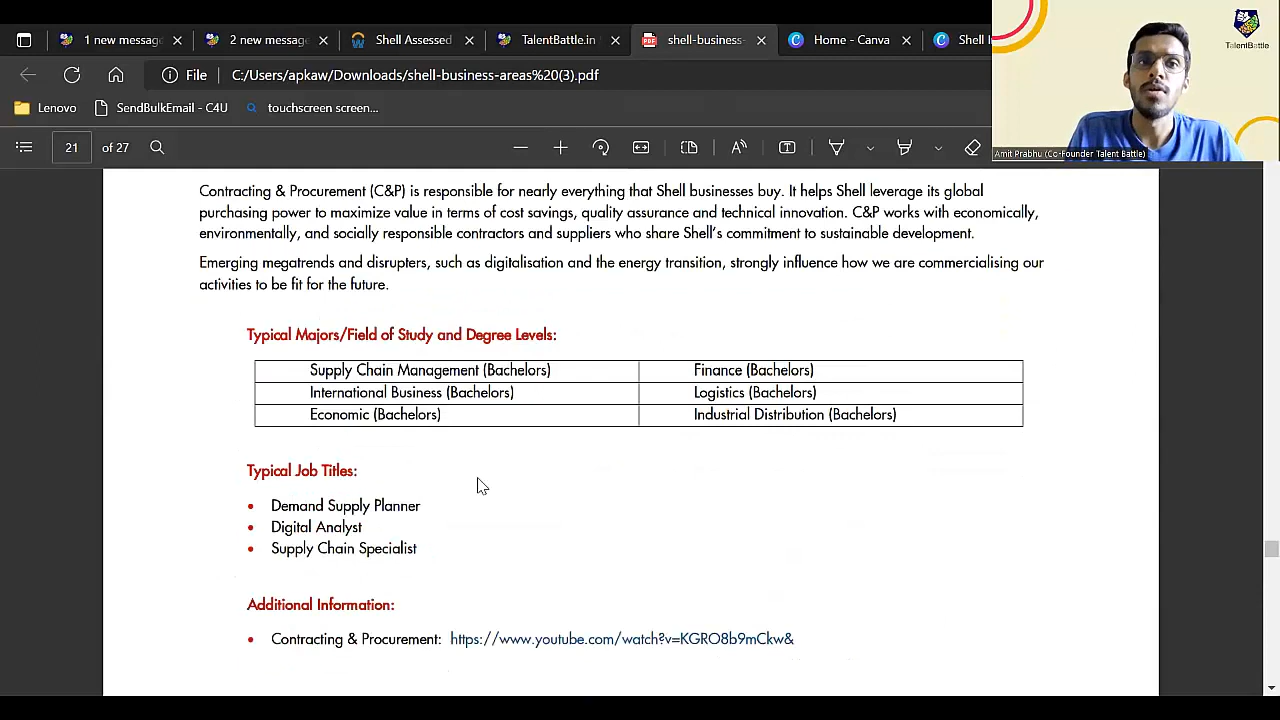 1 new messag
2 new messag
Shell Assessed
TalentBattle.in
shell-business-
Home - Canva
Shell I
File
C:/Users/apkaw/Downloads/shell-business-areas%20(3).pdf
Lenovo
SendBulkEmail - C4U
touchscreen screen...
TalentBattle
Amit Prabhu (Co-Founder Talent Battle)
21 of 27
Contracting & Procurement (C&P) is responsible for nearly everything that Shell businesses buy. It helps Shell leverage its global
purchasing power to maximize value in terms of cost savings, quality assurance and technical innovation. C&P works with economically,
environmentally, and socially responsible contractors and suppliers who share Shell's commitment to sustainable development.
Emerging megatrends and disrupters, such as digitalisation and the energy transition, strongly influence how we are commercialising our
activities to be fit for the future.
Typical Majors/Field of Study and Degree Levels:
Supply Chain Management (Bachelors) Finance (Bachelors)
International Business (Bachelors) Logistics (Bachelors)
Economic (Bachelors) Industrial Distribution (Bachelors)
Typical Job Titles:
• Demand Supply Planner
• Digital Analyst
• Supply Chain Specialist
Additional Information:
• Contracting & Procurement: https://www.youtube.com/watch?v=KGRO8b9mCkw&